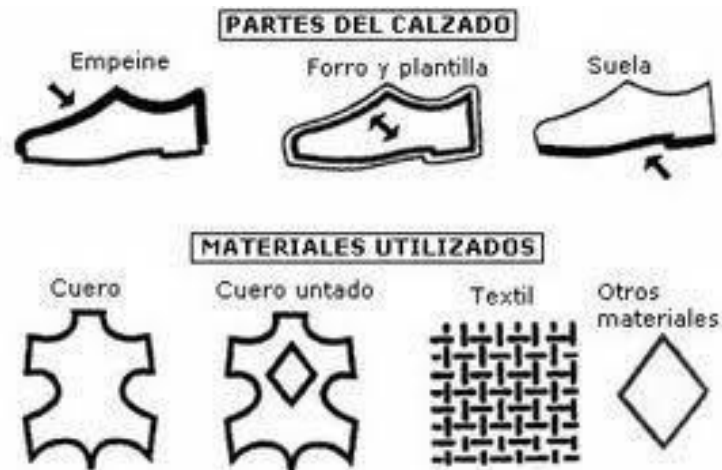 PARTES DEL CALZADO
Empeine
Forro y plantilla
Suela
MATERIALES UTILIZADOS
Cuero
Cuero untado
Textil
Otros
materiales